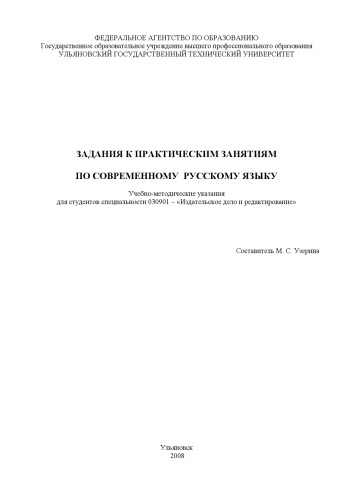 ФЕДЕРАЛЬНОЕ АГЕНТСТВО ПО ОБРАЗОВАНИЮ
Государственное образовательное учреждение высшего профессионального образования
УЛЬЯНОВСКИЙ ГОСУДАРСТВЕННЫЙ ТЕХНИЧЕСКИЙ УНИВЕРСИТЕТ
ЗАДАНИЯ К ПРАКТИЧЕСКИМ ЗАНЯТИЯМ
ПО СОВРЕМЕННОМУ РУССКОМУ ЯЗЫКУ
Учебно-методические указания
для студентов специальности 030901 – «Издательское дело и редактирование»
Составитель М. С. Узерина
Ульяновск
2008